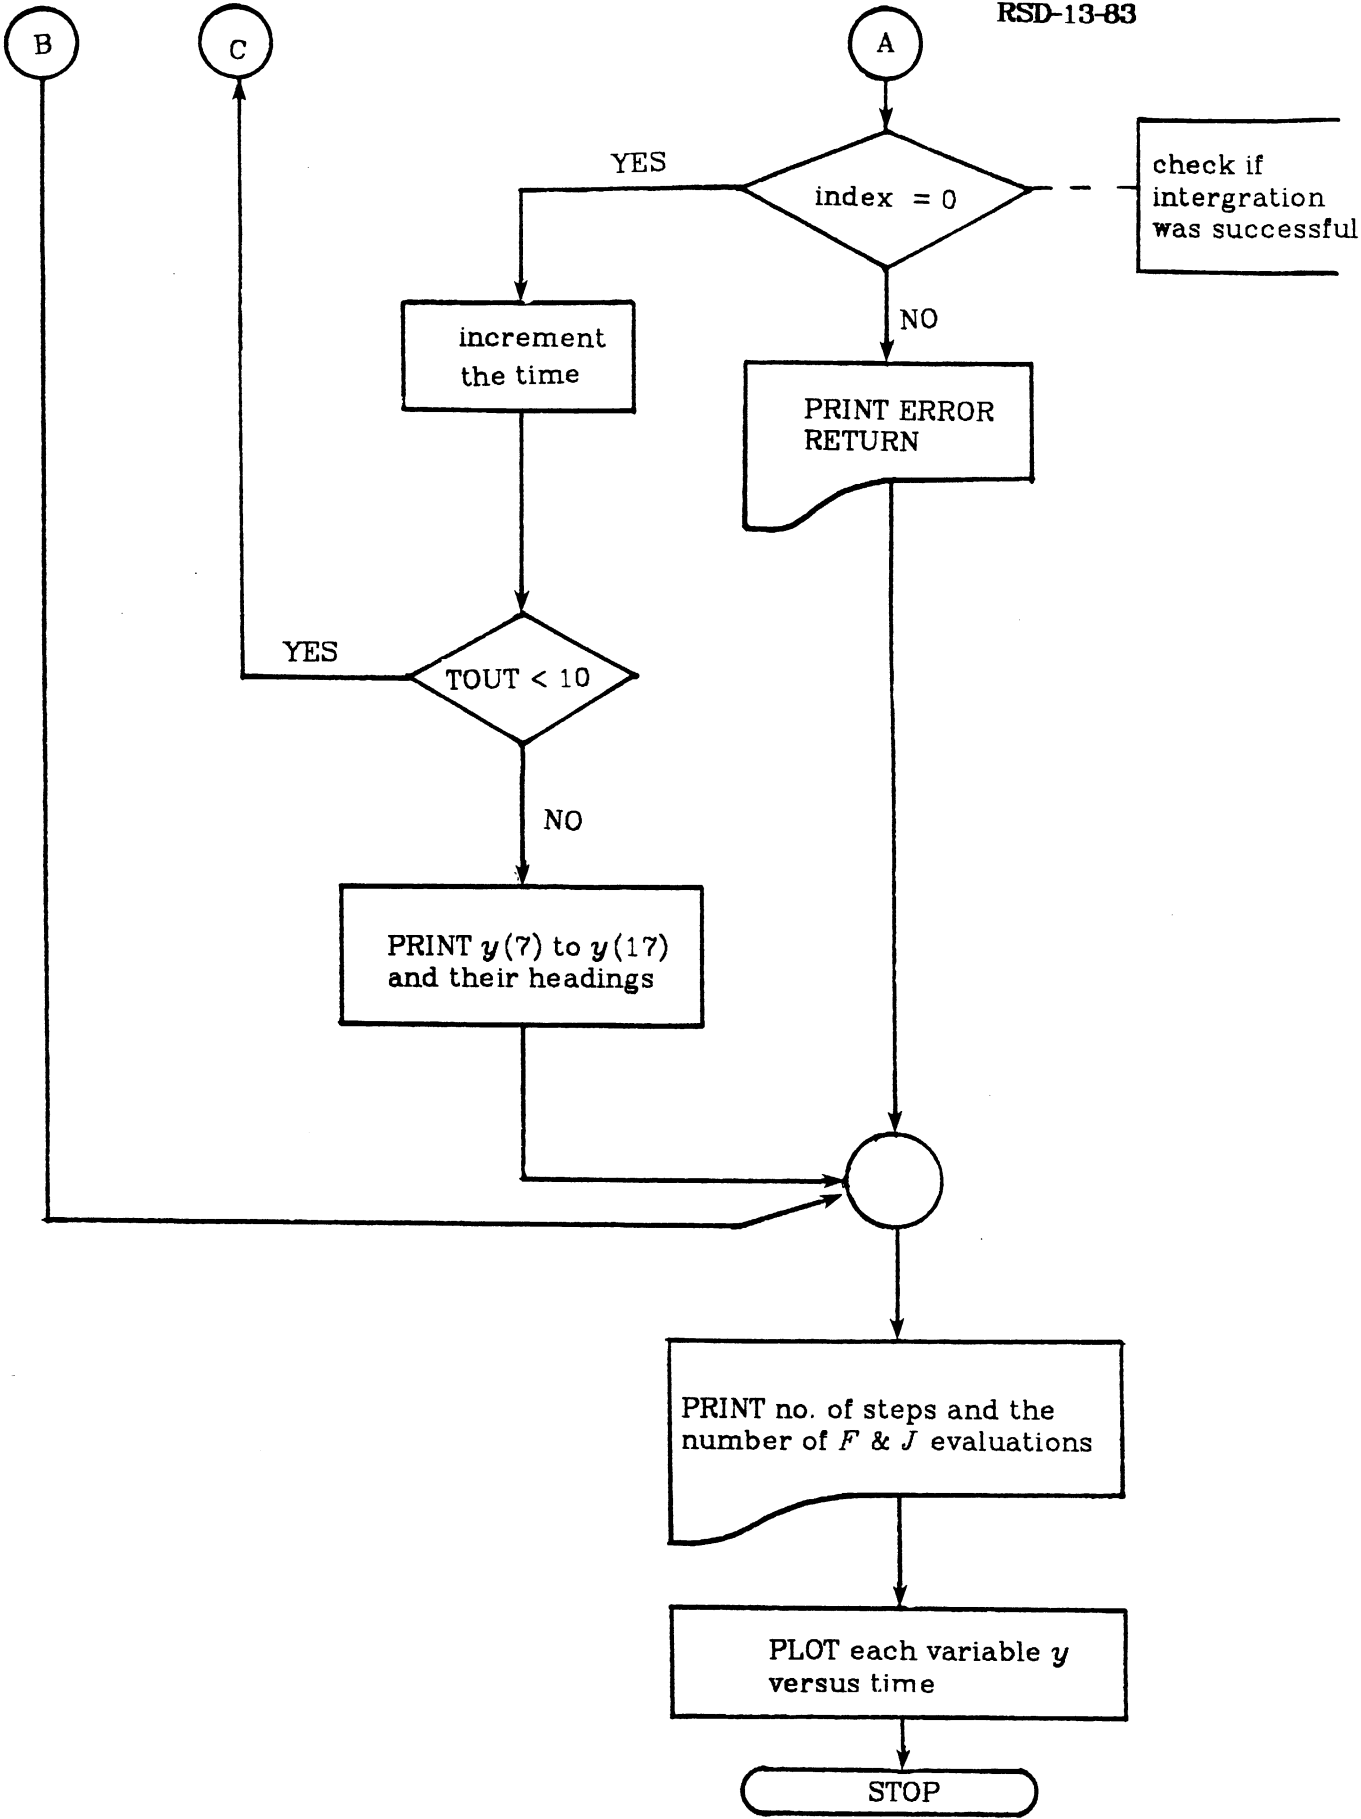 RSD-13-83
B
C
A
YES
index = 0
check if
intergration
was successful
NO
increment
the time
PRINT ERROR
RETURN
YES
TOUT < 10
NO
PRINT y(7) to y(17)
and their headings
PRINT no. of steps and the
number of F & J evaluations
PLOT each variable y
versus time
STOP